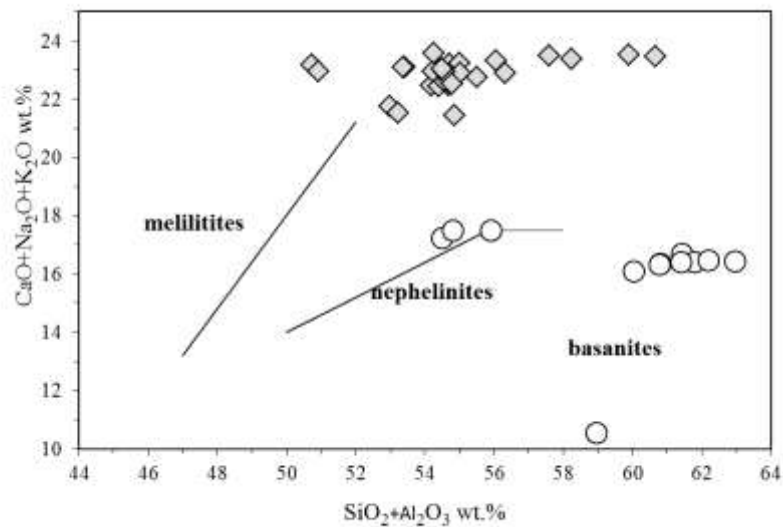 CaO+Na₂O+K₂O wt.%
24
22
20
18
16
14
12
10
melilitites
nephelinites
basanites
44 46 48 50 52 54 56 58 60 62 64
SiO₂+Al₂O₃ wt.%